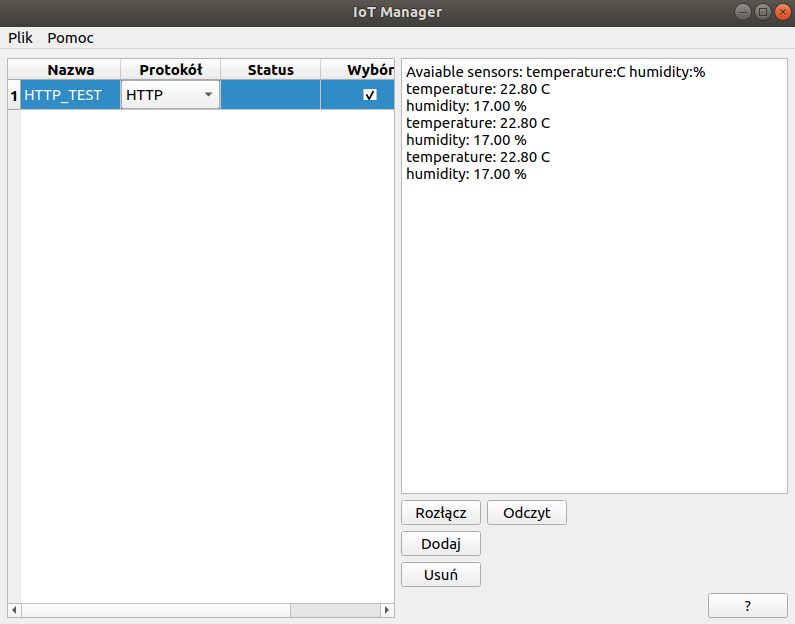 IoT Manager
Plik Pomoc
Nazwa Protokół Status Wybór
1 HTTP_TEST HTTP
Avaiable sensors: temperature:C humidity:%
temperature: 22.80 C
humidity: 17.00 %
temperature: 22.80 C
humidity: 17.00 %
temperature: 22.80 C
humidity: 17.00 %
Rozłącz Odczyt
Dodaj
Usuń
?